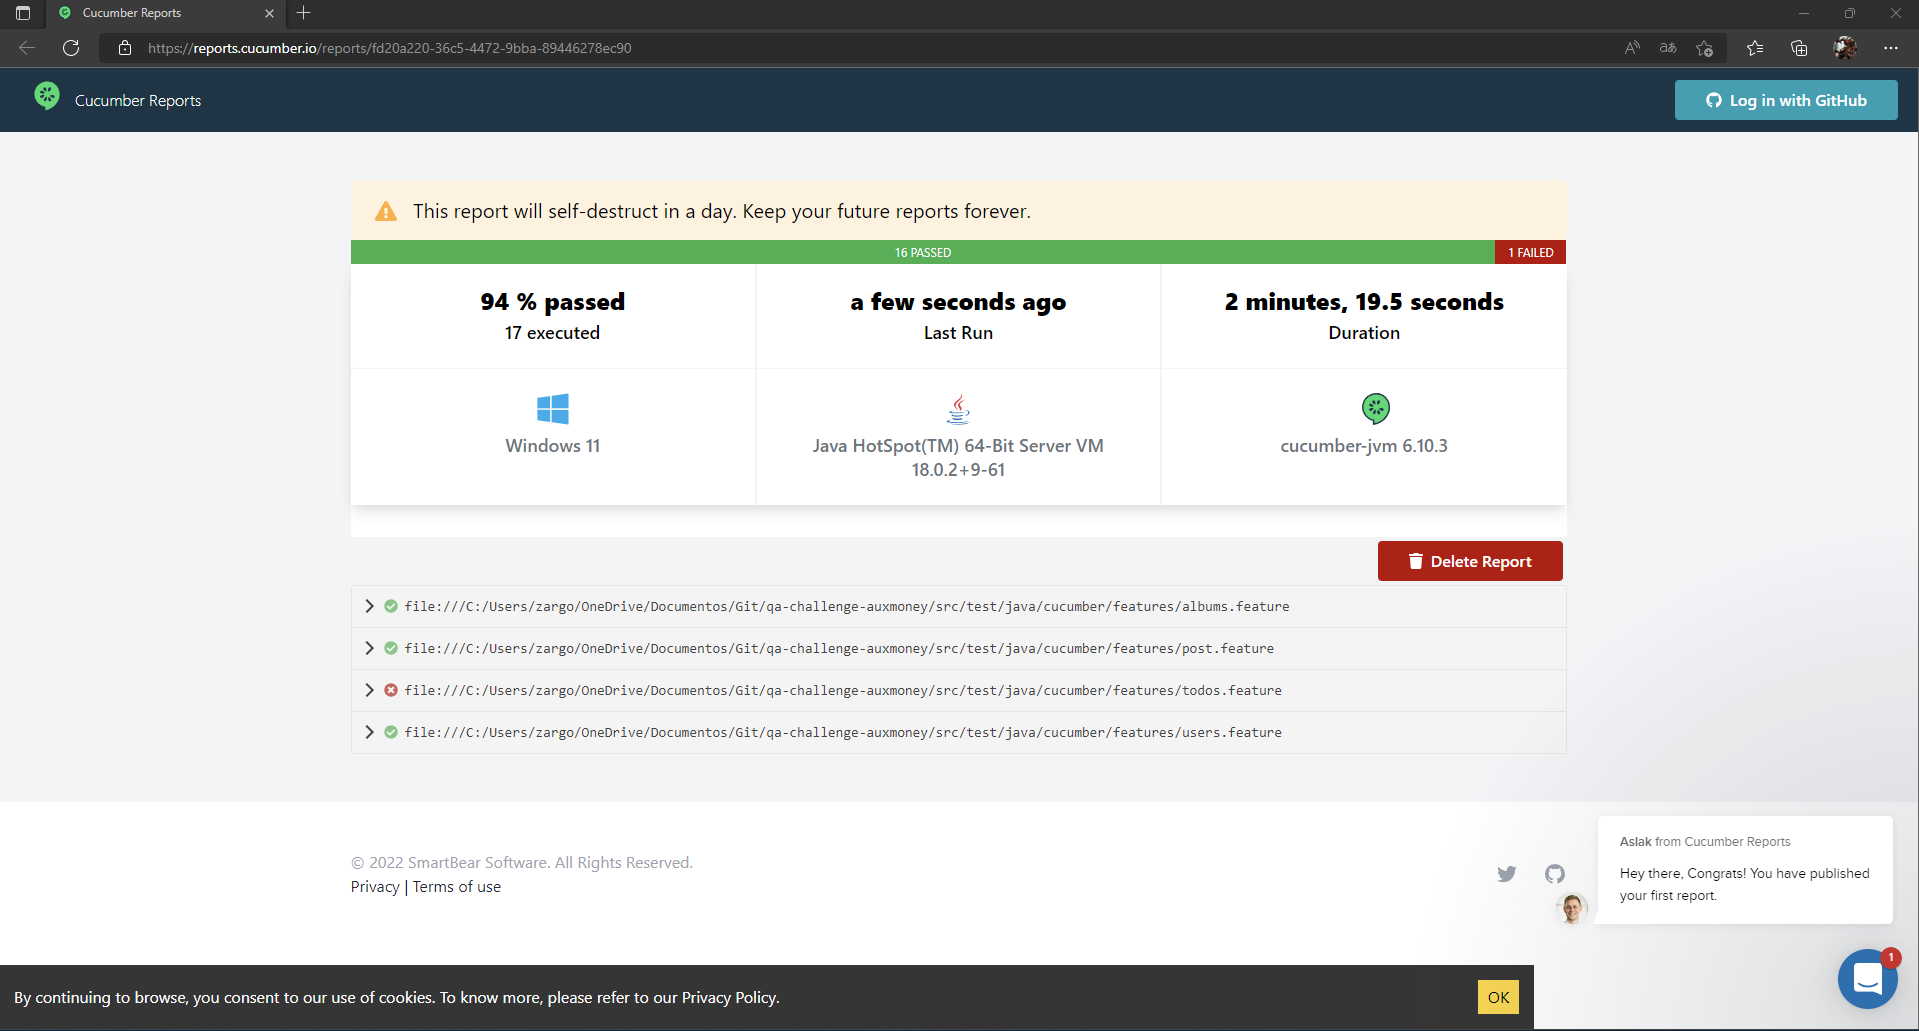 Cucumber Reports
https://reports.cucumber.io/reports/fd20a220-36c5-4472-9bba-89446278ec90
Cucumber Reports
Log in with GitHub
This report will self-destruct in a day. Keep your future reports forever.
16 PASSED
1 FAILED
94 % passed
17 executed
a few seconds ago
Last Run
2 minutes, 19.5 seconds
Duration
Windows 11
Java HotSpot(TM) 64-Bit Server VM
18.0.2+9-61
cucumber-jvm 6.10.3
Delete Report
file:///C:/Users/zargo/OneDrive/Documentos/Git/qa-challenge-auxmoney/src/test/java/cucumber/features/albums.feature
file:///C:/Users/zargo/OneDrive/Documentos/Git/qa-challenge-auxmoney/src/test/java/cucumber/features/post.feature
file:///C:/Users/zargo/OneDrive/Documentos/Git/qa-challenge-auxmoney/src/test/java/cucumber/features/todos.feature
file:///C:/Users/zargo/OneDrive/Documentos/Git/qa-challenge-auxmoney/src/test/java/cucumber/features/users.feature
© 2022 SmartBear Software. All Rights Reserved.
Privacy | Terms of use
Aslak from Cucumber Reports
Hey there, Congrats! You have published
your first report.
1
By continuing to browse, you consent to our use of cookies. To know more, please refer to our Privacy Policy.
OK